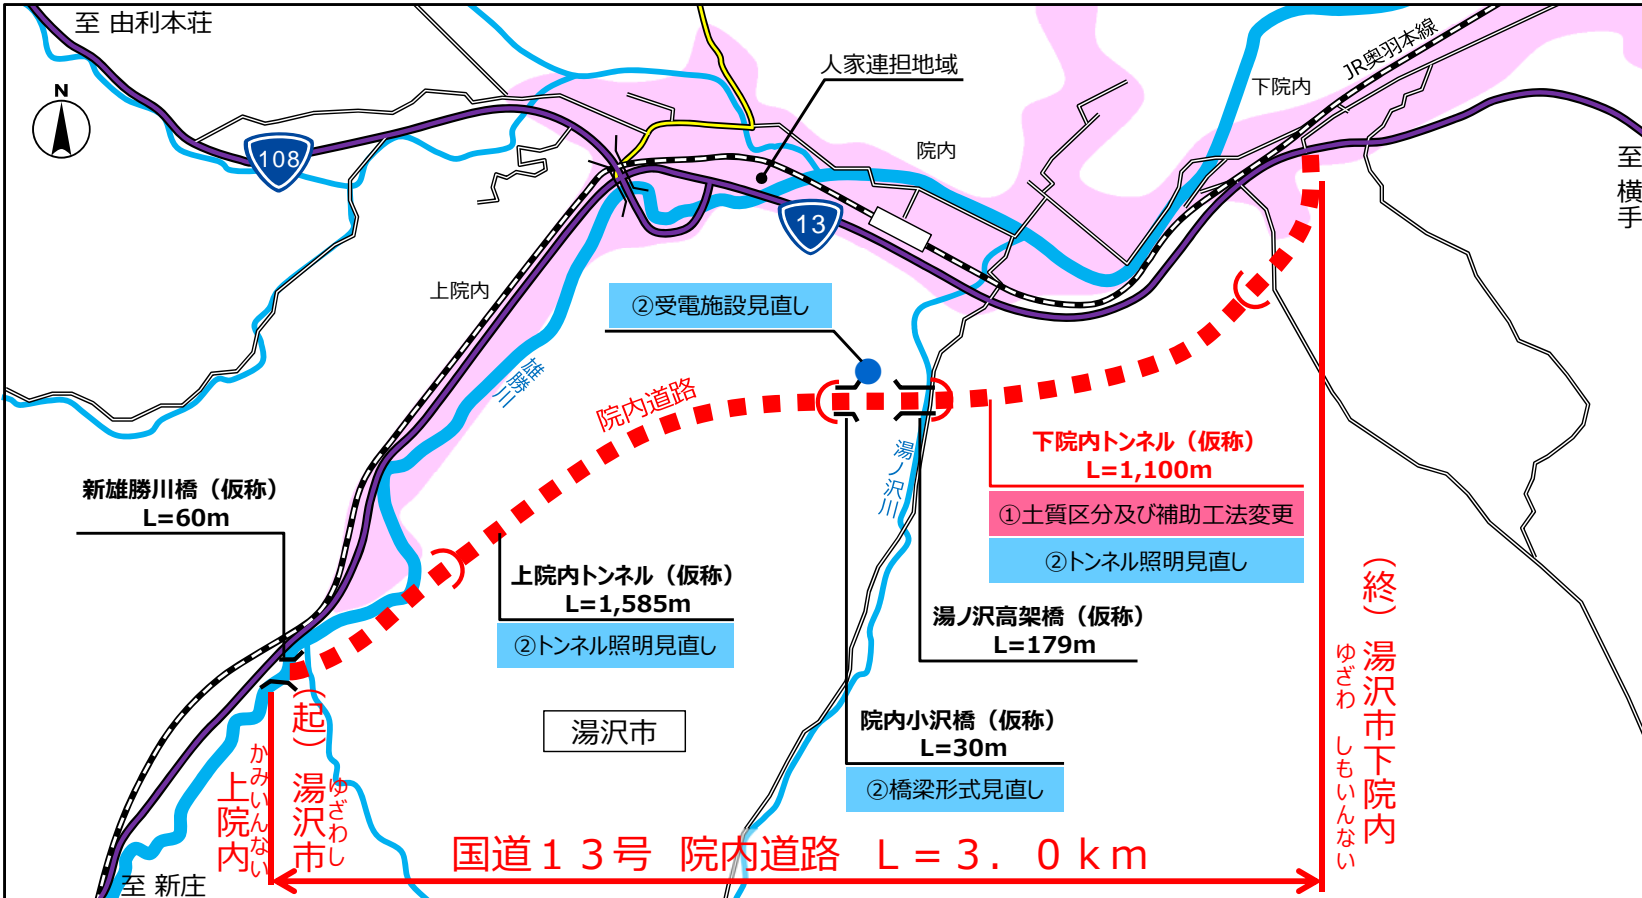 至 由利本荘
N
108
人家連担地域
JR奥羽本線
下院内
院内
至 横手
13
上院内
②受電施設見直し
雄勝川
院内道路
湯ノ沢川
下院内トンネル（仮称）
L=1,100m
①土質区分及び補助工法変更
②トンネル照明見直し
新雄勝川橋（仮称）
L=60m
上院内トンネル（仮称）
L=1,585m
②トンネル照明見直し
湯ノ沢高架橋（仮称）
L=179m
院内小沢橋（仮称）
L=30m
②橋梁形式見直し
湯沢市
（起）湯沢市
ゆざわし
上院内
かみいんない
（終）湯沢市下院内
ゆざわ しもいんない
国道１３号 院内道路 Ｌ＝３．０ｋｍ
至 新庄